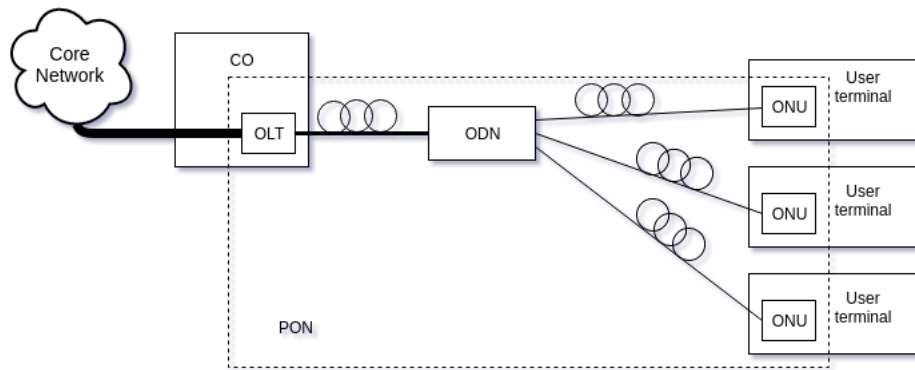 Core
Network
CO
OLT
ODN
ONU
User
terminal
ONU
User
terminal
ONU
User
terminal
PON